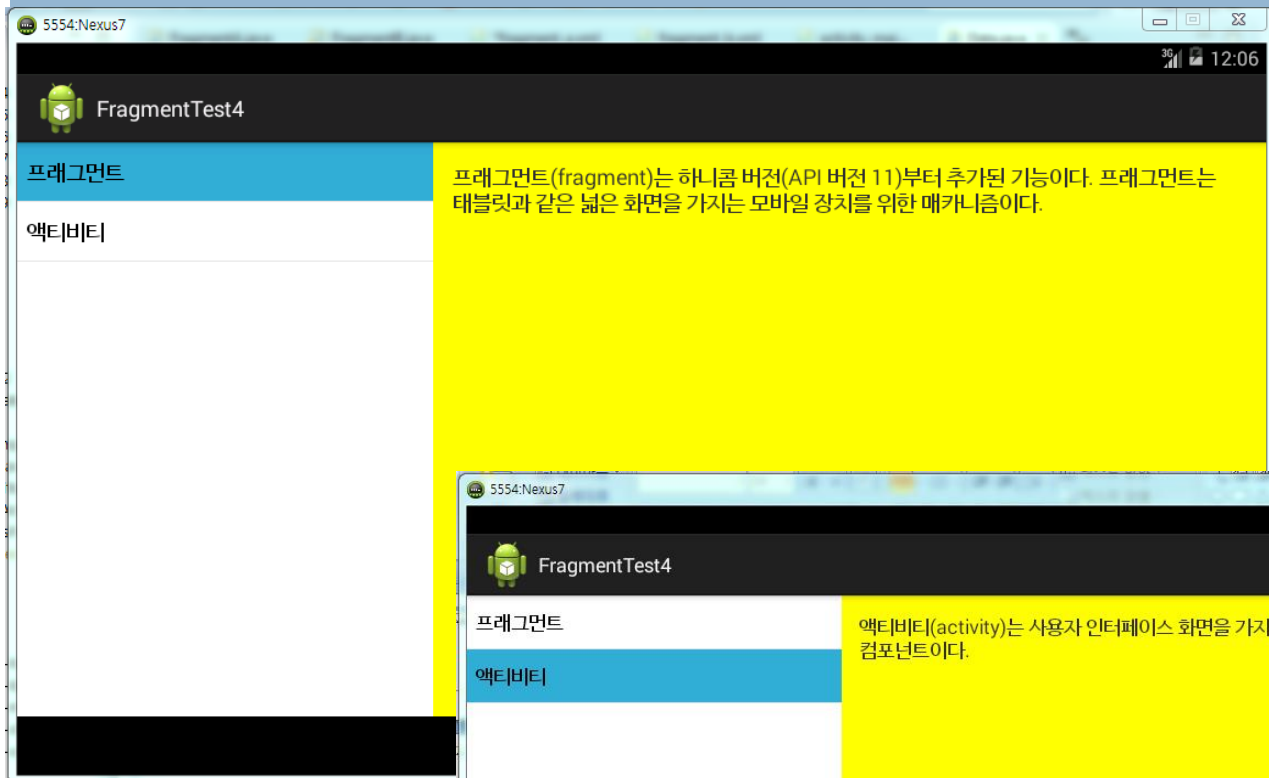 5554:Nexus7
3G 12:06
FragmentTest4
프래그먼트
액티비티
프래그먼트(fragment)는 하니콤 버전(API 버전 11)부터 추가된 기능이다. 프래그먼트는
태블릿과 같은 넓은 화면을 가지는 모바일 장치를 위한 매카니즘이다.
5554:Nexus7
FragmentTest4
프래그먼트
액티비티
액티비티(activity)는 사용자 인터페이스 화면을 가지
컴포넌트이다.